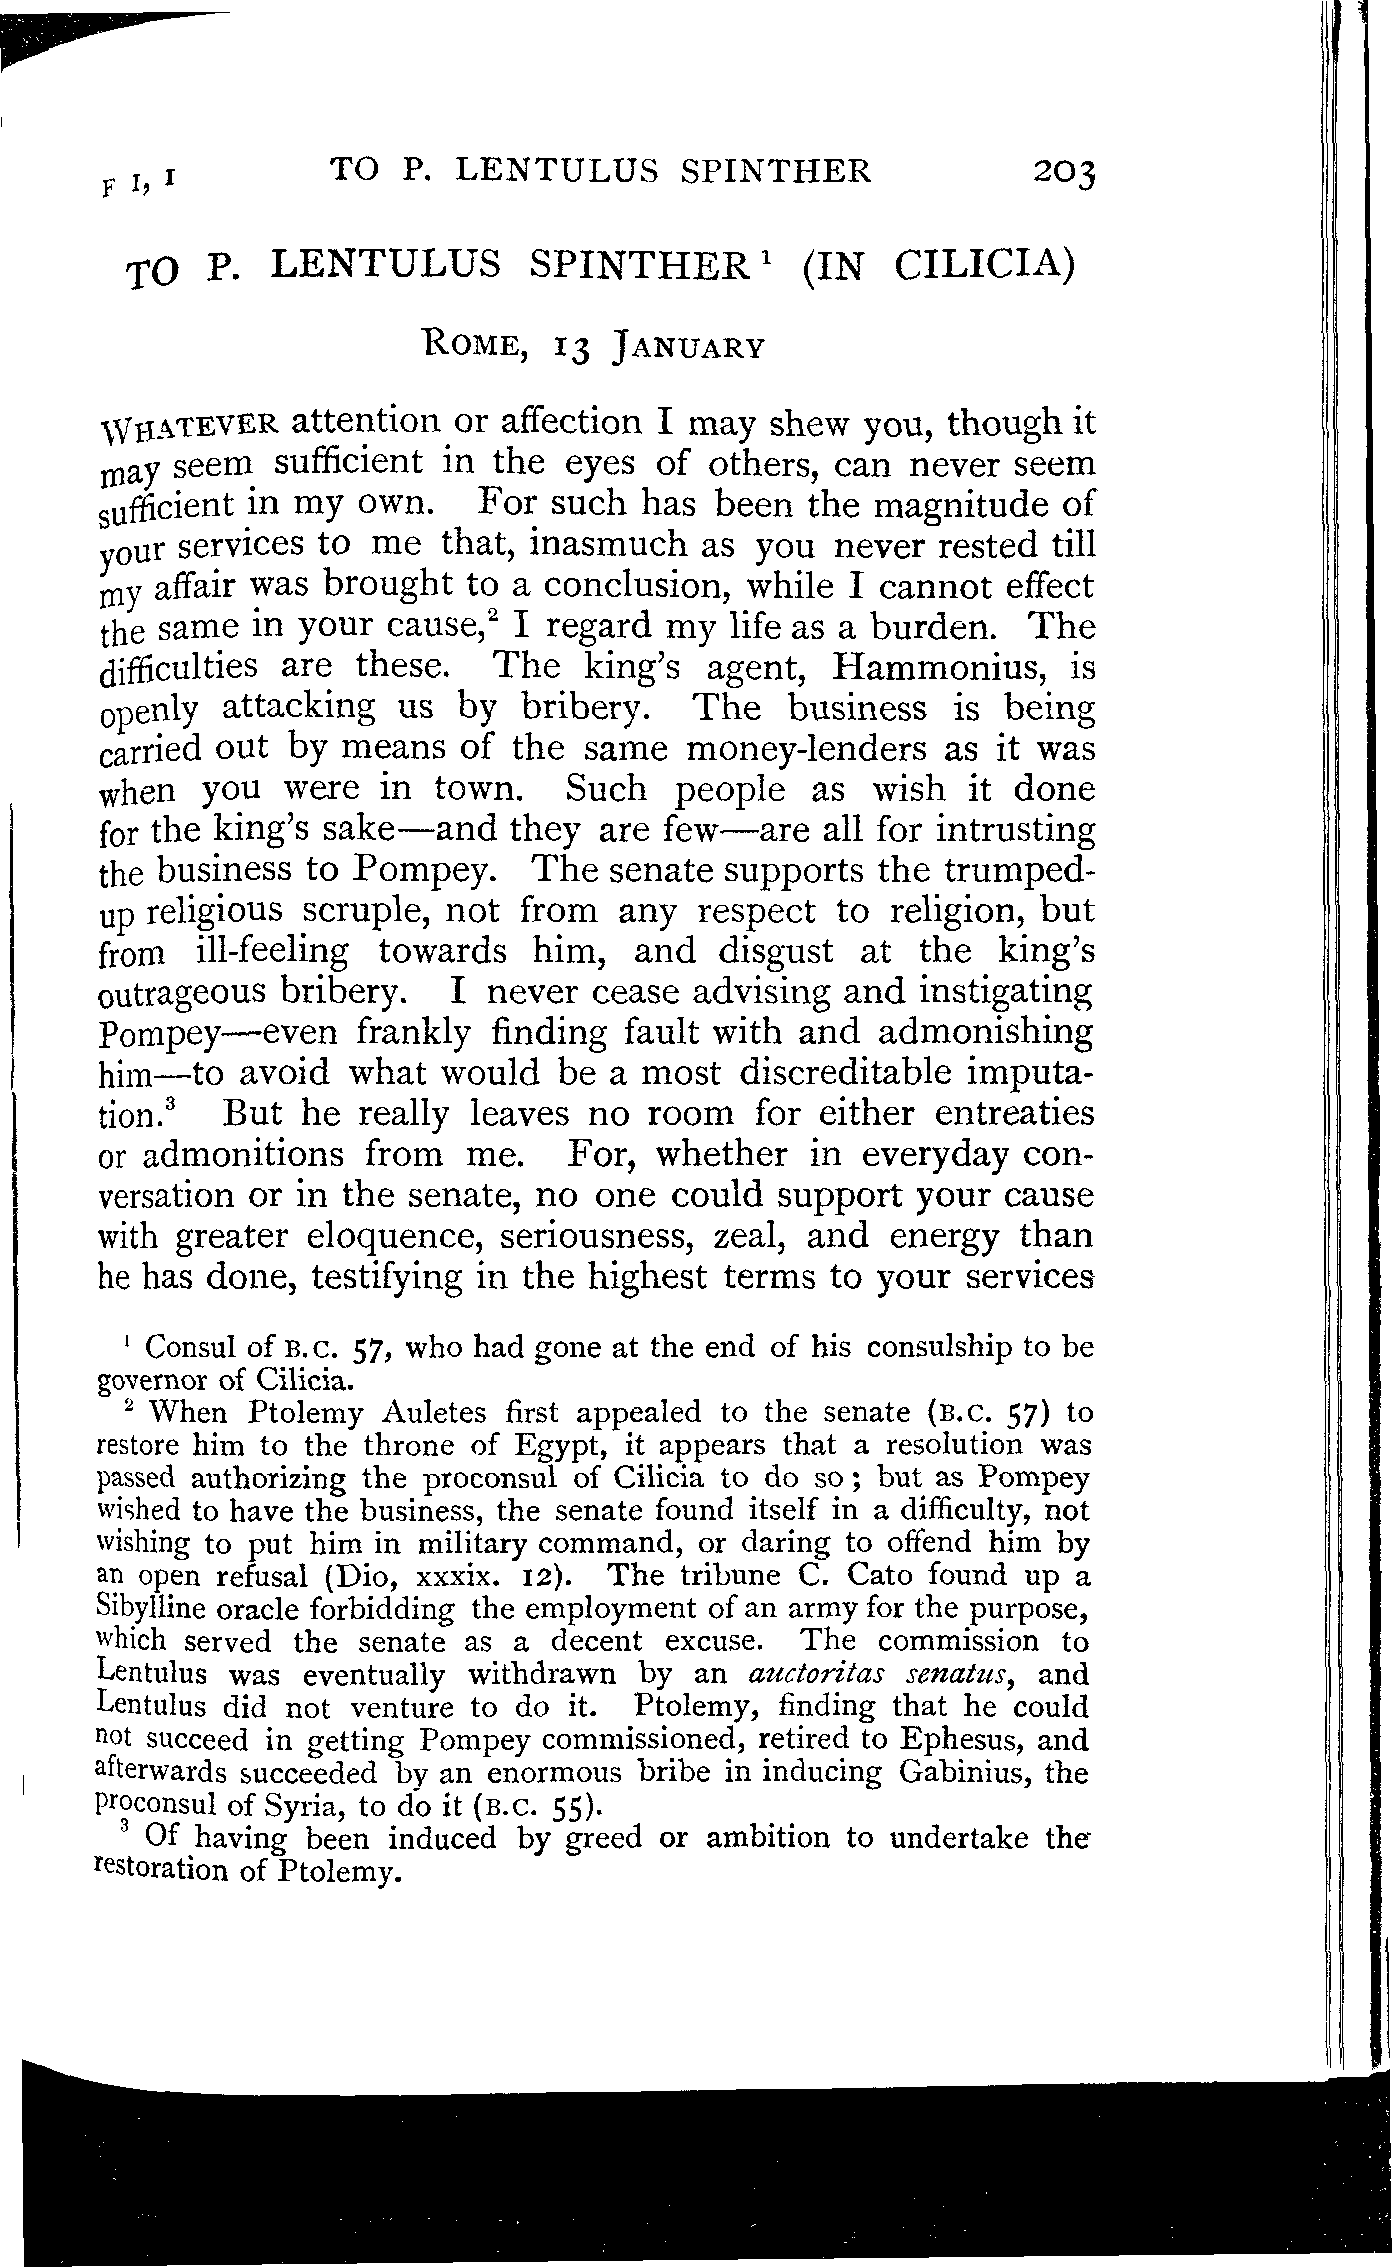 F I, I TO P. LENTULUS SPINTHER 203
TO P. LENTULUS SPINTHER¹ (IN CILICIA)
ROME, 13 JANUARY
WHATEVER attention or affection I may shew you, though it
may seem sufficient in the eyes of others, can never seem
sufficient in my own. For such has been the magnitude of
your services to me that, inasmuch as you never rested till
my affair was brought to a conclusion, while I cannot effect
the same in your cause,² I regard my life as a burden. The
difficulties are these. The king's agent, Hammonius, is
openly attacking us by bribery. The business is being
carried out by means of the same money-lenders as it was
when you were in town. Such people as wish it done
for the king's sake—and they are few—are all for intrusting
the business to Pompey. The senate supports the trumped-
up religious scruple, not from any respect to religion, but
from ill-feeling towards him, and disgust at the king's
outrageous bribery. I never cease advising and instigating
Pompey—even frankly finding fault with and admonishing
him—to avoid what would be a most discreditable imputa-
tion.³ But he really leaves no room for either entreaties
or admonitions from me. For, whether in everyday con-
versation or in the senate, no one could support your cause
with greater eloquence, seriousness, zeal, and energy than
he has done, testifying in the highest terms to your services
¹ Consul of B.C. 57, who had gone at the end of his consulship to be
governor of Cilicia.
² When Ptolemy Auletes first appealed to the senate (B.C. 57) to
restore him to the throne of Egypt, it appears that a resolution was
passed authorizing the proconsul of Cilicia to do so; but as Pompey
wished to have the business, the senate found itself in a difficulty, not
wishing to put him in military command, or daring to offend him by
an open refusal (Dio, xxxix. 12). The tribune C. Cato found up a
Sibylline oracle forbidding the employment of an army for the purpose,
which served the senate as a decent excuse. The commission to
Lentulus was eventually withdrawn by an auctoritas senatus, and
Lentulus did not venture to do it. Ptolemy, finding that he could
not succeed in getting Pompey commissioned, retired to Ephesus, and
afterwards succeeded by an enormous bribe in inducing Gabinius, the
proconsul of Syria, to do it (B.C. 55).
³ Of having been induced by greed or ambition to undertake the
restoration of Ptolemy.